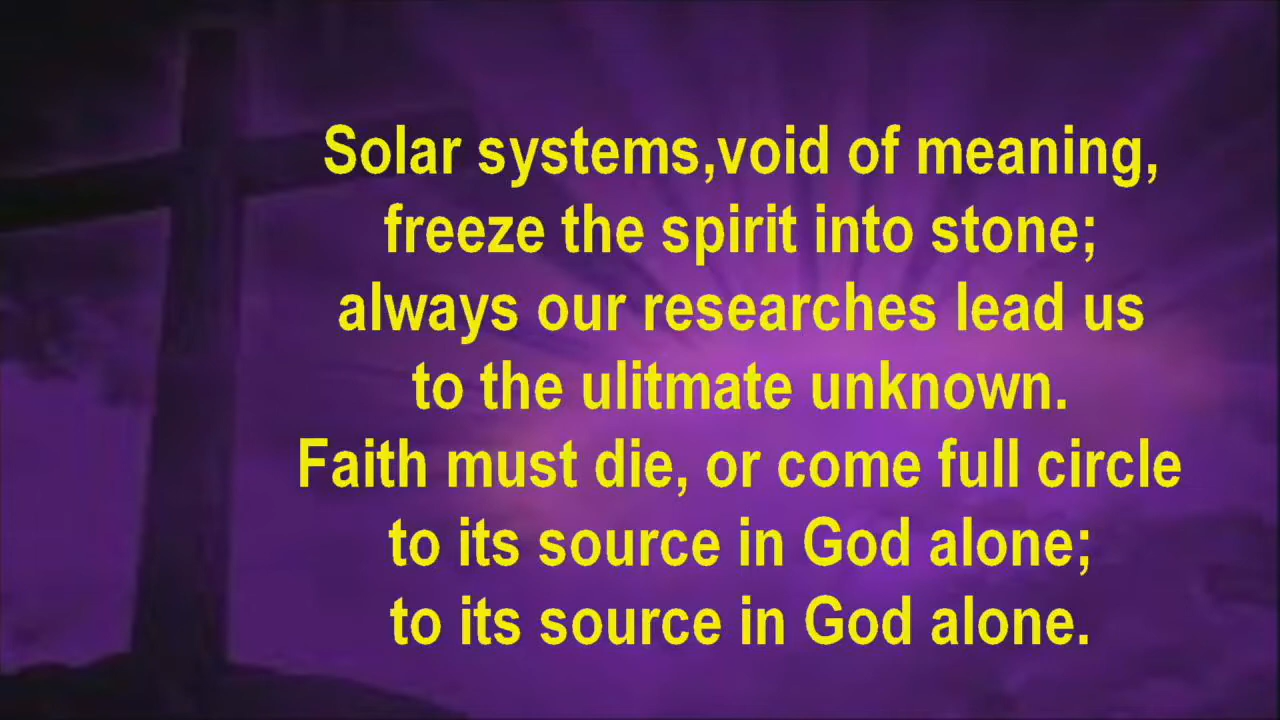 Solar systems,void of meaning,
freeze the spirit into stone;
always our researches lead us
to the ulitmate unknown.
Faith must die, or come full circle
to its source in God alone;
to its source in God alone.